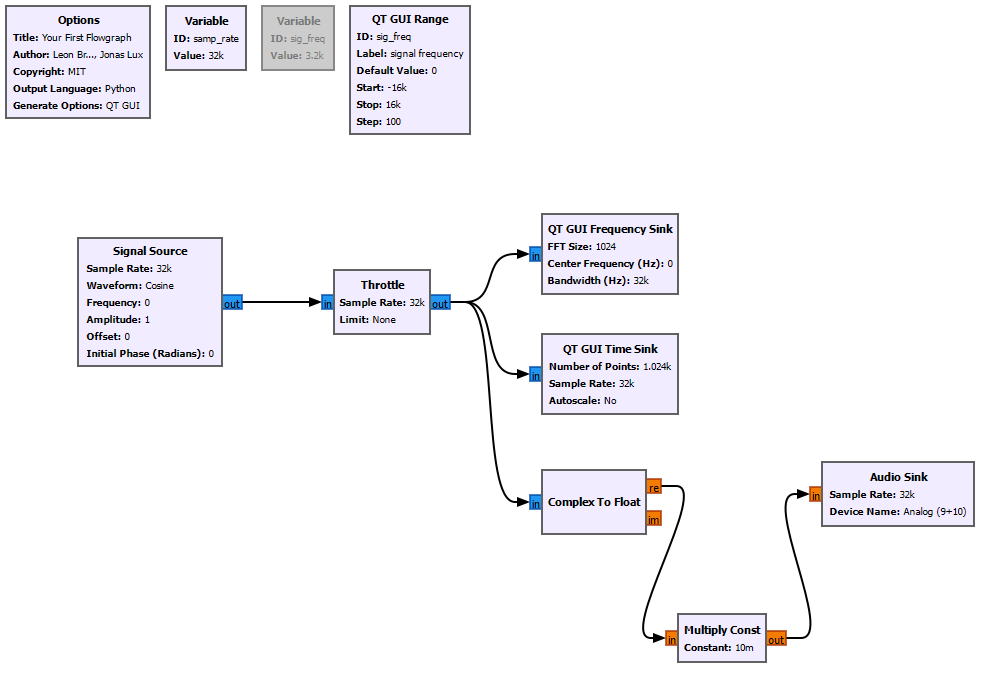 Options
Title: Your First Flowgraph
Author: Leon Br..., Jonas Lux
Copyright: MIT
Output Language: Python
Generate Options: QT GUI
Variable
ID: samp_rate
Value: 32k
Variable
ID: sig_freq
Value: 3.2k
QT GUI Range
ID: sig_freq
Label: signal frequency
Default Value: 0
Start: -16k
Stop: 16k
Step: 100
Signal Source
Sample Rate: 32k
Waveform: Cosine
Frequency: 0
Amplitude: 1
Offset: 0
Initial Phase (Radians): 0
out
in
Throttle
Sample Rate: 32k
Limit: None
out
in
QT GUI Frequency Sink
FFT Size: 1024
Center Frequency (Hz): 0
Bandwidth (Hz): 32k
in
QT GUI Time Sink
Number of Points: 1.024k
Sample Rate: 32k
Autoscale: No
in
Complex To Float
re
im
in
Multiply Const
Constant: 10m
out
in
Audio Sink
Sample Rate: 32k
Device Name: Analog (9+10)